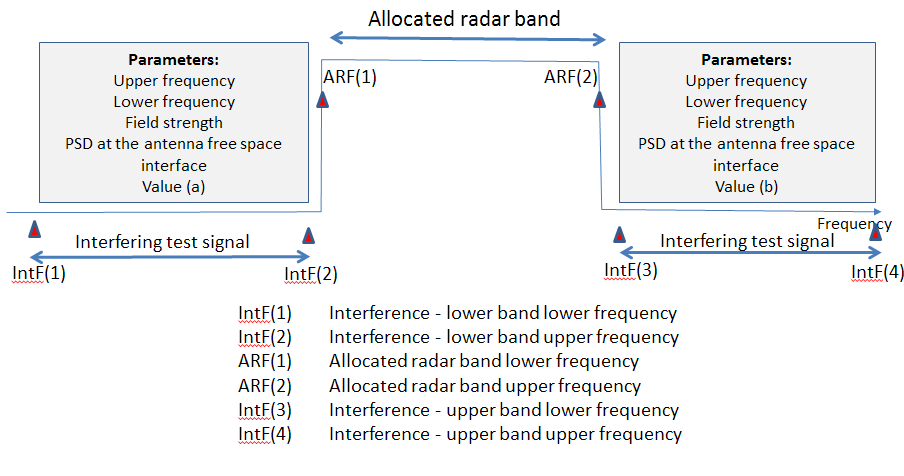 Allocated radar band
Parameters:
Upper frequency
Lower frequency
Field strength
PSD at the antenna free space
interface
Value (a)
ARF(1)
ARF(2)
Parameters:
Upper frequency
Lower frequency
Field strength
PSD at the antenna free space
interface
Value (b)
Frequency
Interfering test signal
IntF(1)
IntF(2)
Interfering test signal
IntF(3)
IntF(4)
IntF(1) Interference - lower band lower frequency
IntF(2) Interference - lower band upper frequency
ARF(1) Allocated radar band lower frequency
ARF(2) Allocated radar band upper frequency
IntF(3) Interference - upper band lower frequency
IntF(4) Interference - upper band upper frequency